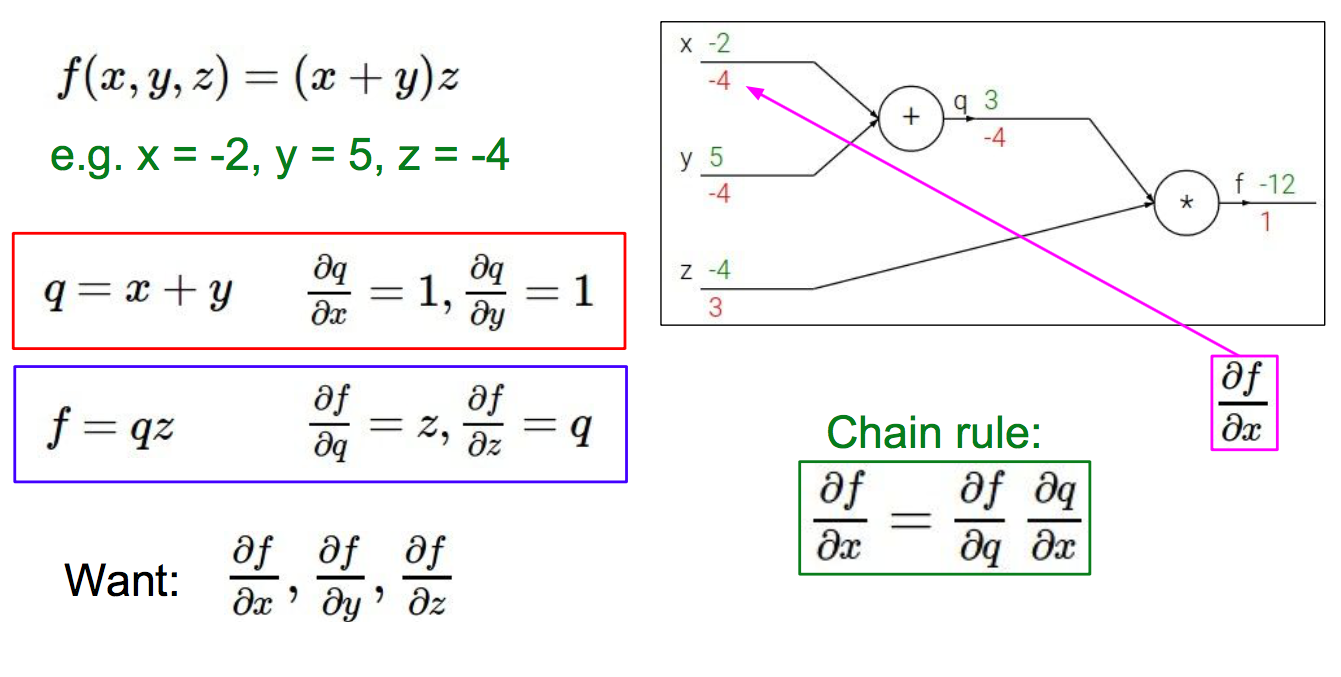 f(x, y, z) = (x + y)z
e.g. x = -2, y = 5, z = -4
q = x + y    ∂q/∂x = 1, ∂q/∂y = 1
f = qz    ∂f/∂q = z, ∂f/∂z = q
Want: ∂f/∂x, ∂f/∂y, ∂f/∂z
x -2
-4
y 5
-4
z -4
3
+
q 3
-4
*
f -12
1
∂f/∂x
Chain rule:
∂f/∂x = ∂f/∂q ∂q/∂x